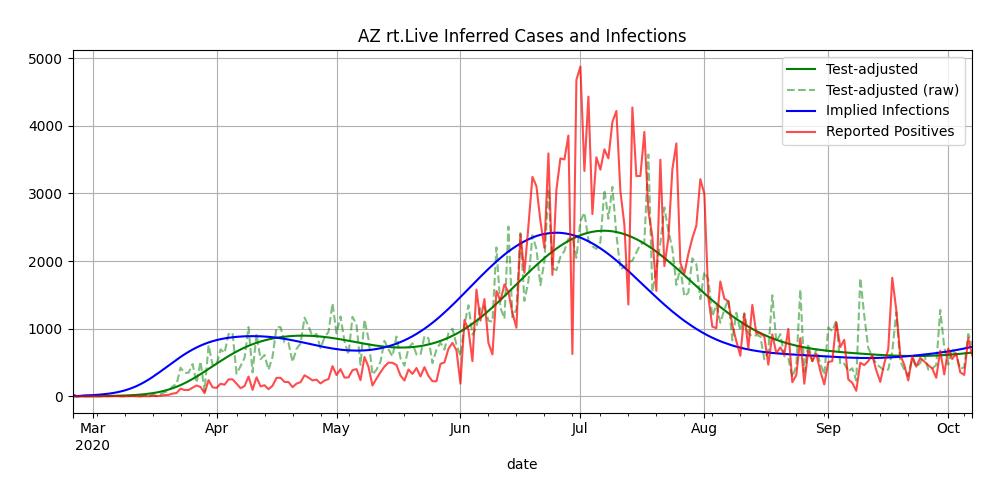 AZ rt.Live Inferred Cases and Infections
5000
4000
3000
2000
1000
0
Test-adjusted
Test-adjusted (raw)
Implied Infections
Reported Positives
Mar Apr May Jun Jul Aug Sep Oct
2020
date